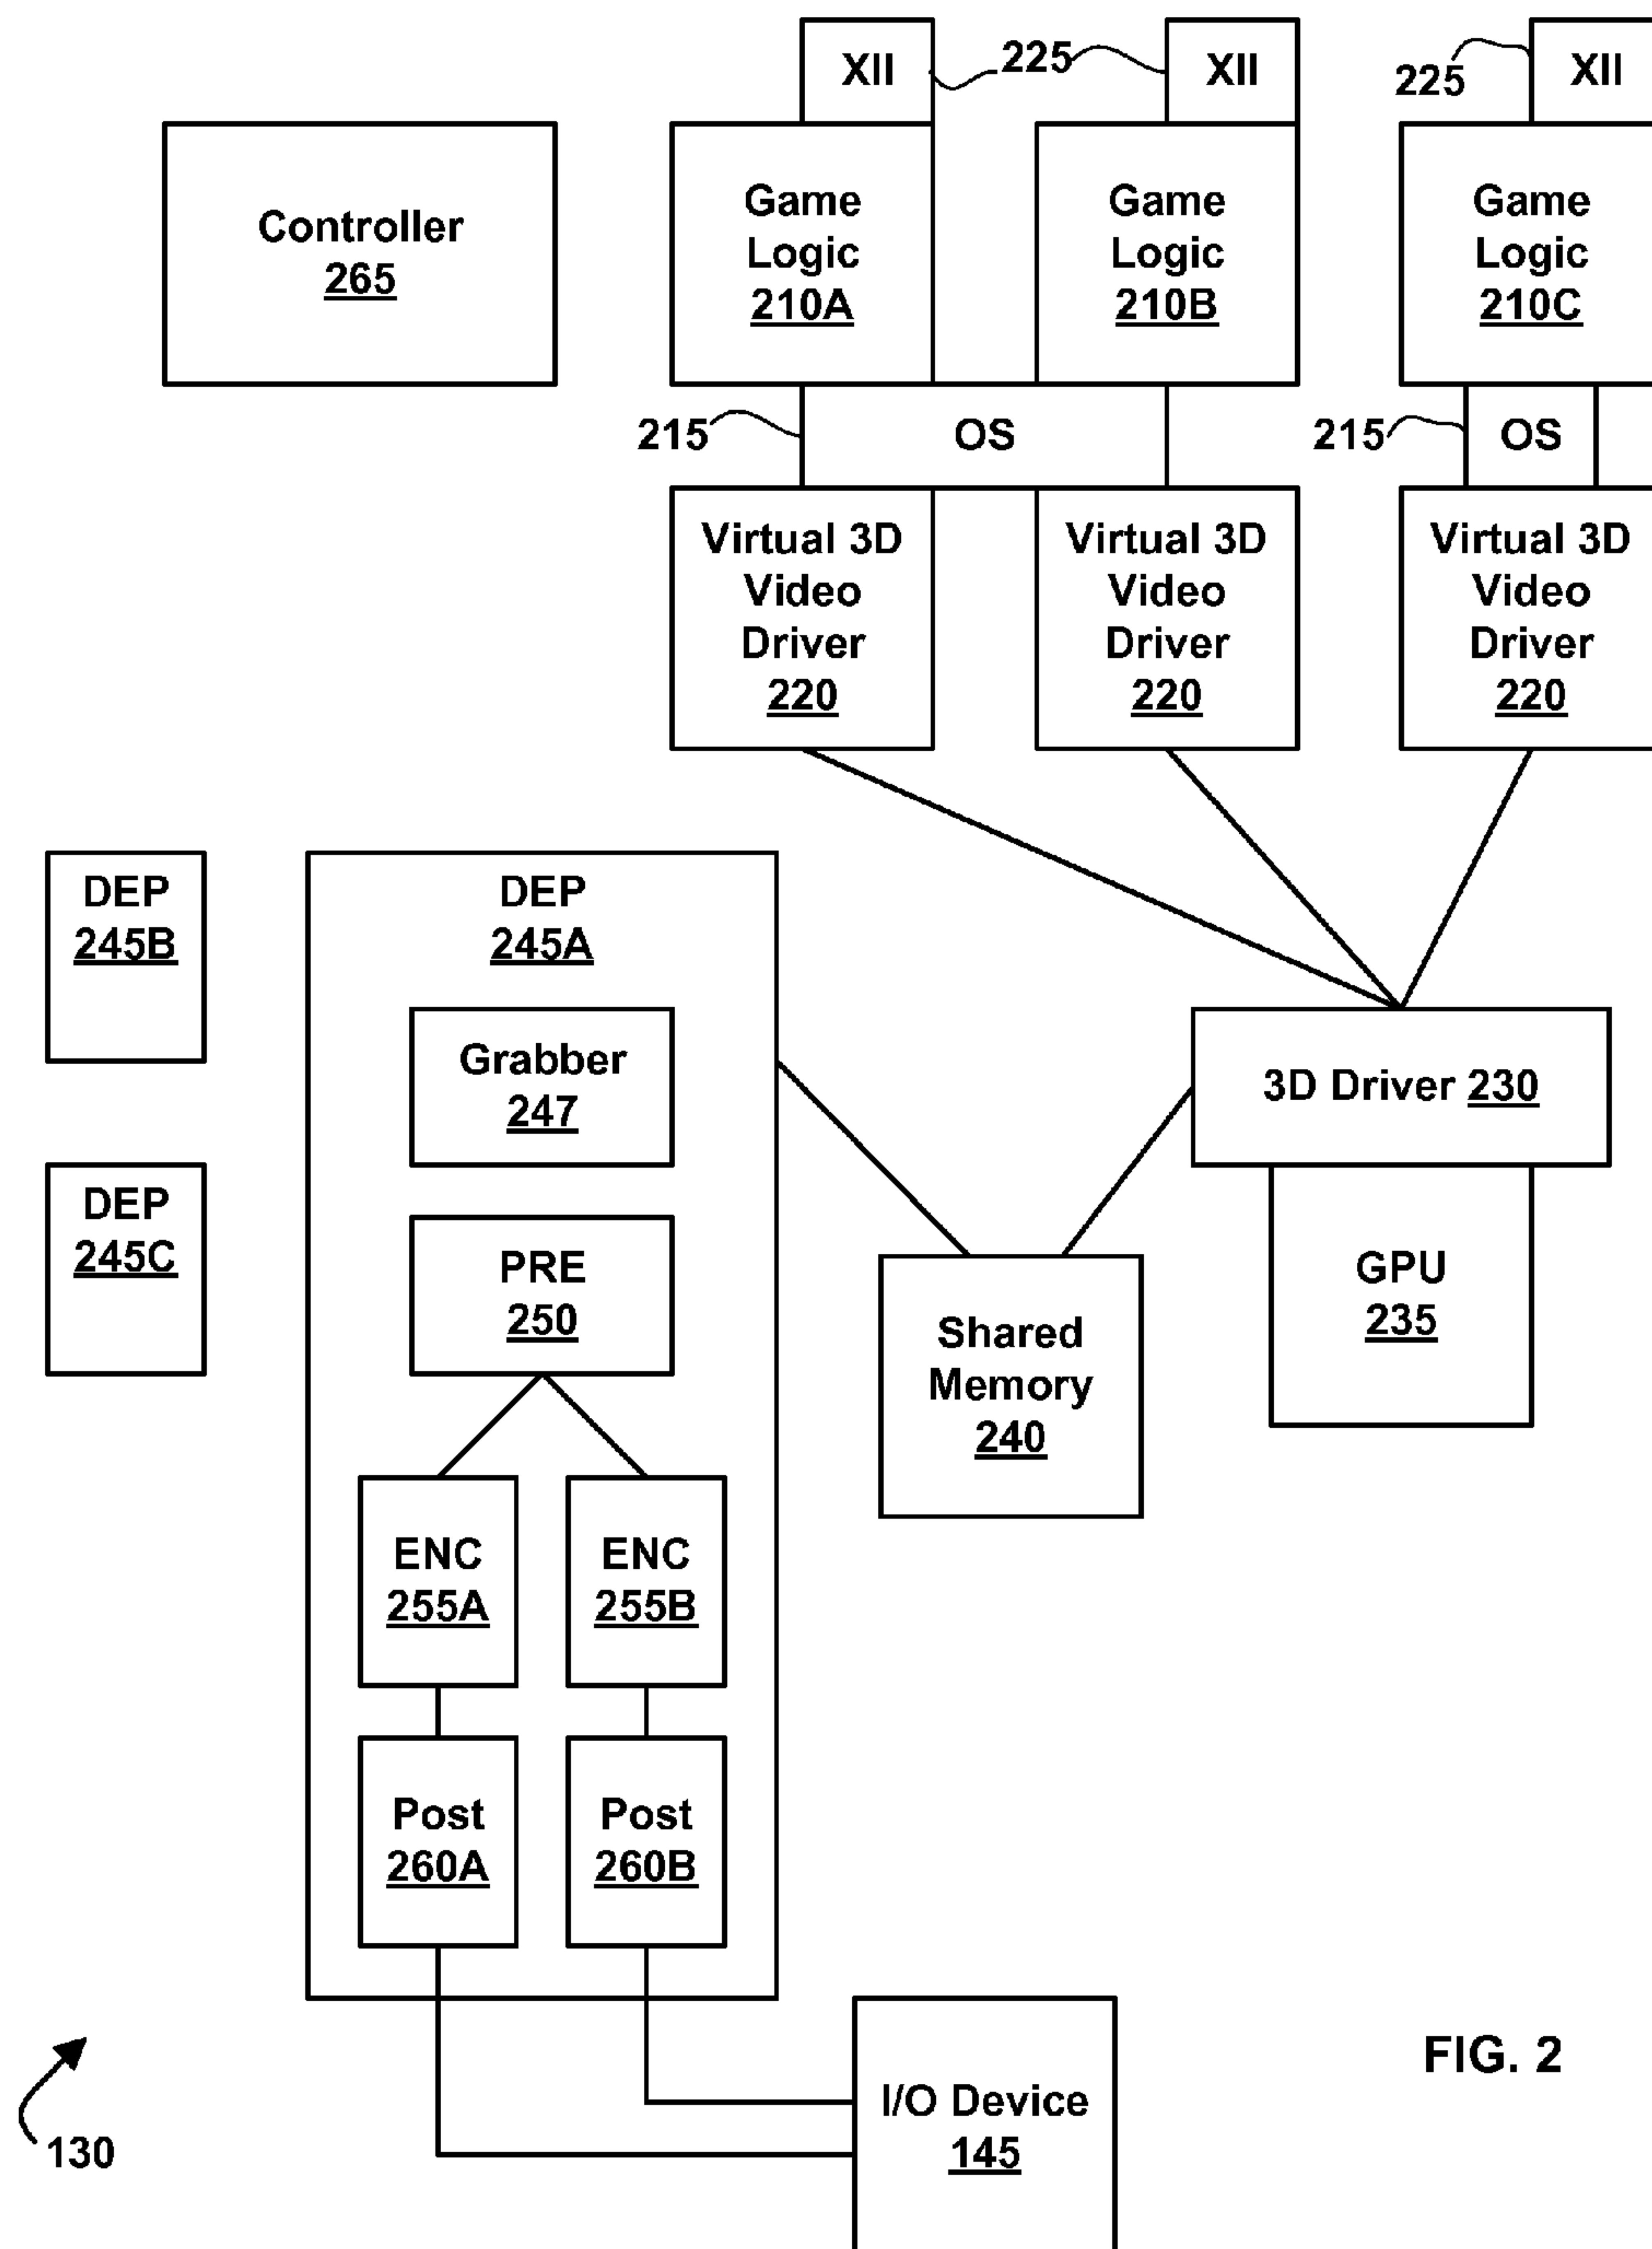 XII
225
XII
225
XII
Controller
265
Game
Logic
210A
Game
Logic
210B
Game
Logic
210C
215
OS
215
OS
Virtual 3D
Video
Driver
220
Virtual 3D
Video
Driver
220
Virtual 3D
Video
Driver
220
DEP
245B
DEP
245A
Grabber
247
3D Driver 230
DEP
245C
PRE
250
GPU
235
Shared
Memory
240
ENC
255A
ENC
255B
Post
260A
Post
260B
FIG. 2
I/O Device
145
130